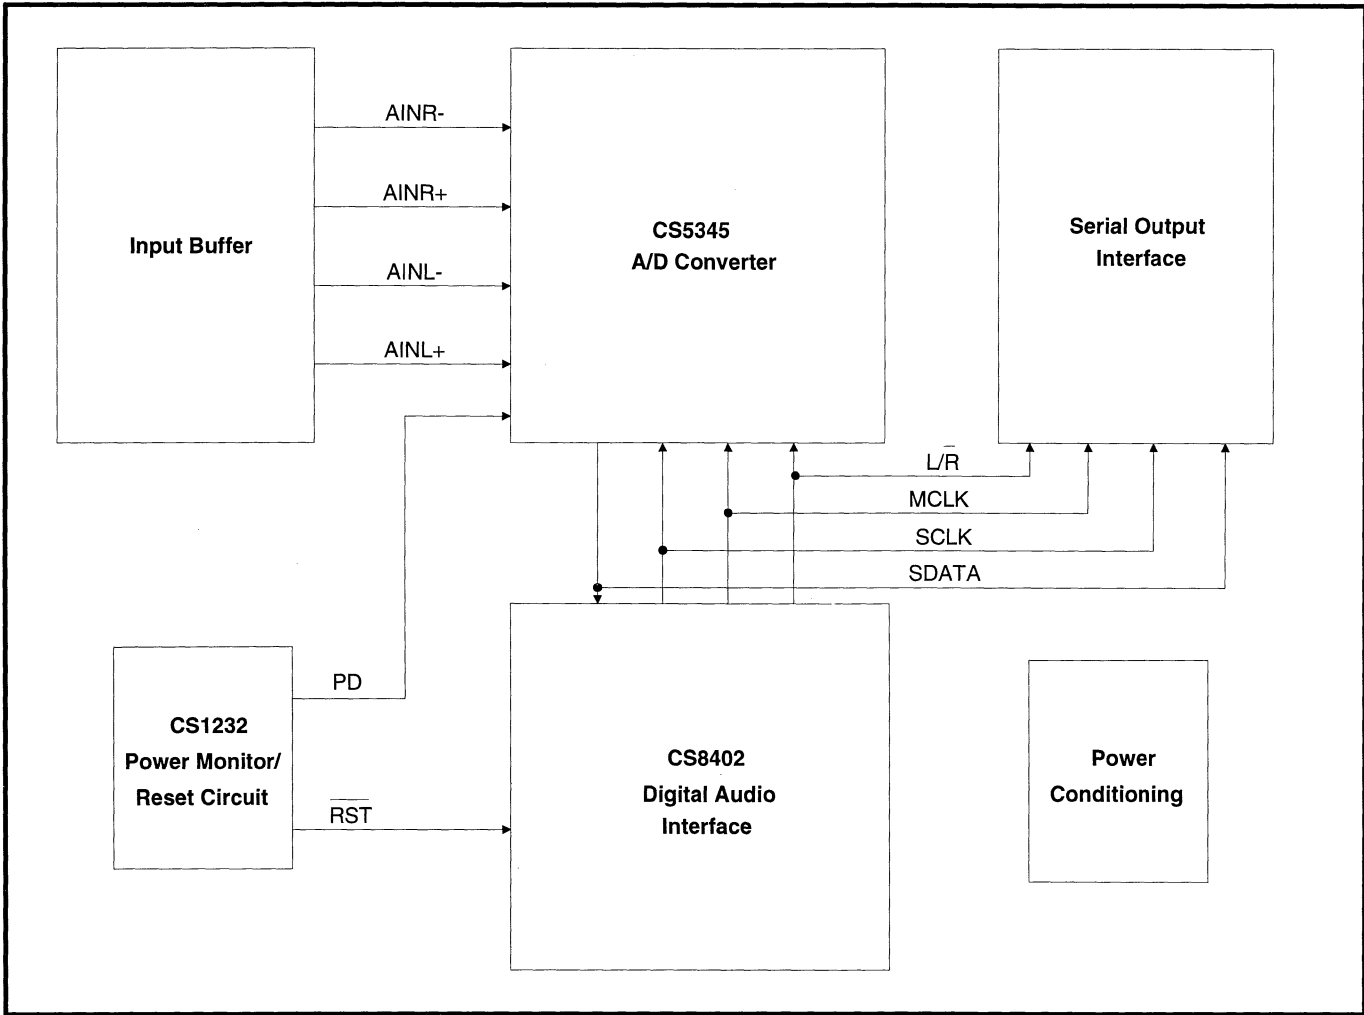 AINR-
AINR+
AINL-
AINL+
Input Buffer
CS5345
A/D Converter
Serial Output
Interface
L/R̅
MCLK
SCLK
SDATA
PD
CS1232
Power Monitor/
Reset Circuit
R̅S̅T̅
CS8402
Digital Audio
Interface
Power
Conditioning